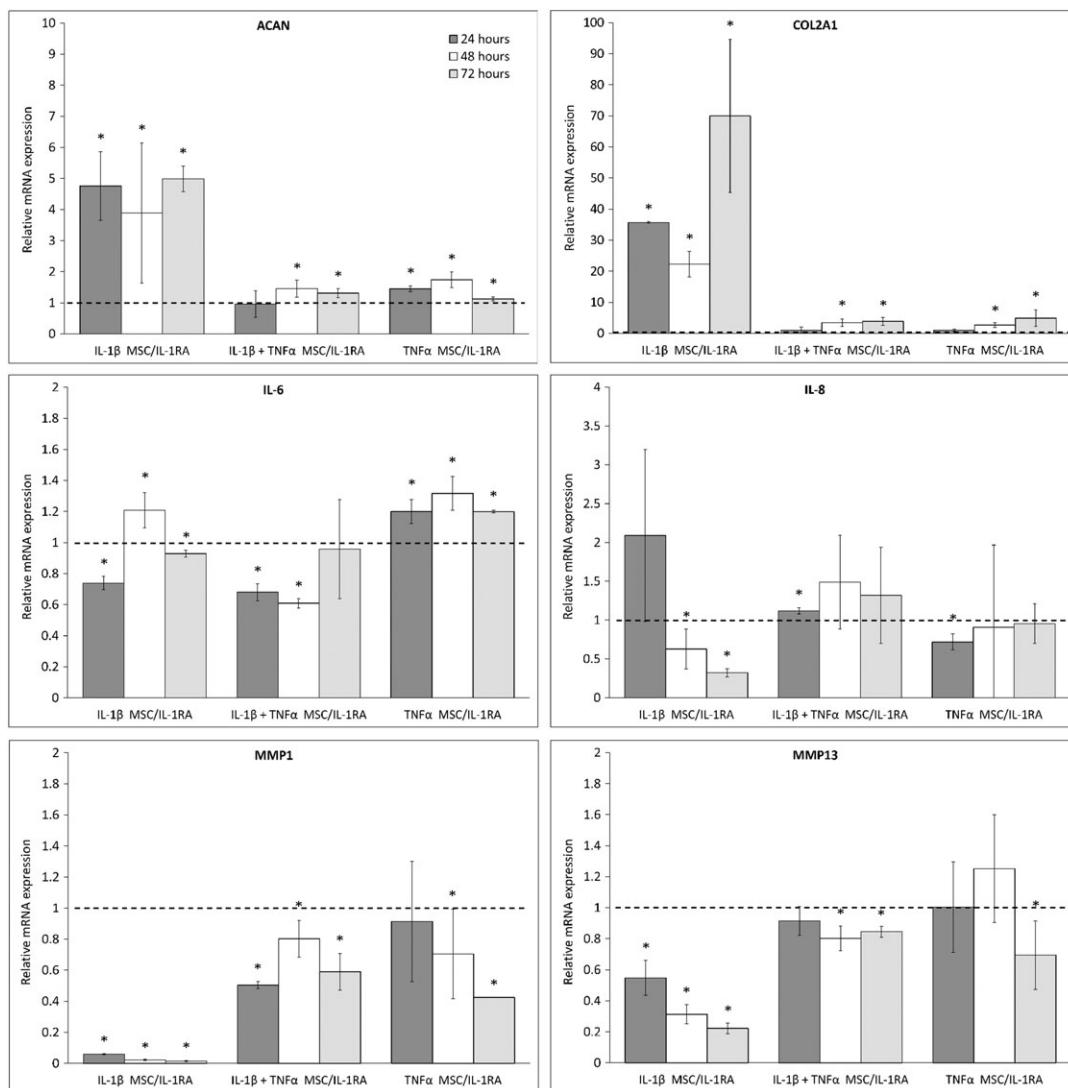 ACAN
10
9
8
7
6
5
4
3
2
1
0
Relative mRNA expression
24 hours
48 hours
72 hours
* * *
* *
* * *
IL-1β MSC/IL-1RA
IL-1β + TNFα MSC/IL-1RA
TNFα MSC/IL-1RA
COL2A1
100
90
80
70
60
50
40
30
20
10
0
Relative mRNA expression
* * *
* *
* *
IL-1β MSC/IL-1RA
IL-1β + TNFα MSC/IL-1RA
TNFα MSC/IL-1RA
IL-6
2
1.8
1.6
1.4
1.2
1
0.8
0.6
0.4
0.2
0
Relative mRNA expression
* * *
* *
* * *
IL-1β MSC/IL-1RA
IL-1β + TNFα MSC/IL-1RA
TNFα MSC/IL-1RA
IL-8
4
3.5
3
2.5
2
1.5
1
0.5
0
Relative mRNA expression
* *
*
*
IL-1β MSC/IL-1RA
IL-1β + TNFα MSC/IL-1RA
TNFα MSC/IL-1RA
MMP1
2
1.8
1.6
1.4
1.2
1
0.8
0.6
0.4
0.2
0
Relative mRNA expression
* * *
* * *
* *
IL-1β MSC/IL-1RA
IL-1β + TNFα MSC/IL-1RA
TNFα MSC/IL-1RA
MMP13
2
1.8
1.6
1.4
1.2
1
0.8
0.6
0.4
0.2
0
Relative mRNA expression
* * *
* *
*
IL-1β MSC/IL-1RA
IL-1β + TNFα MSC/IL-1RA
TNFα MSC/IL-1RA